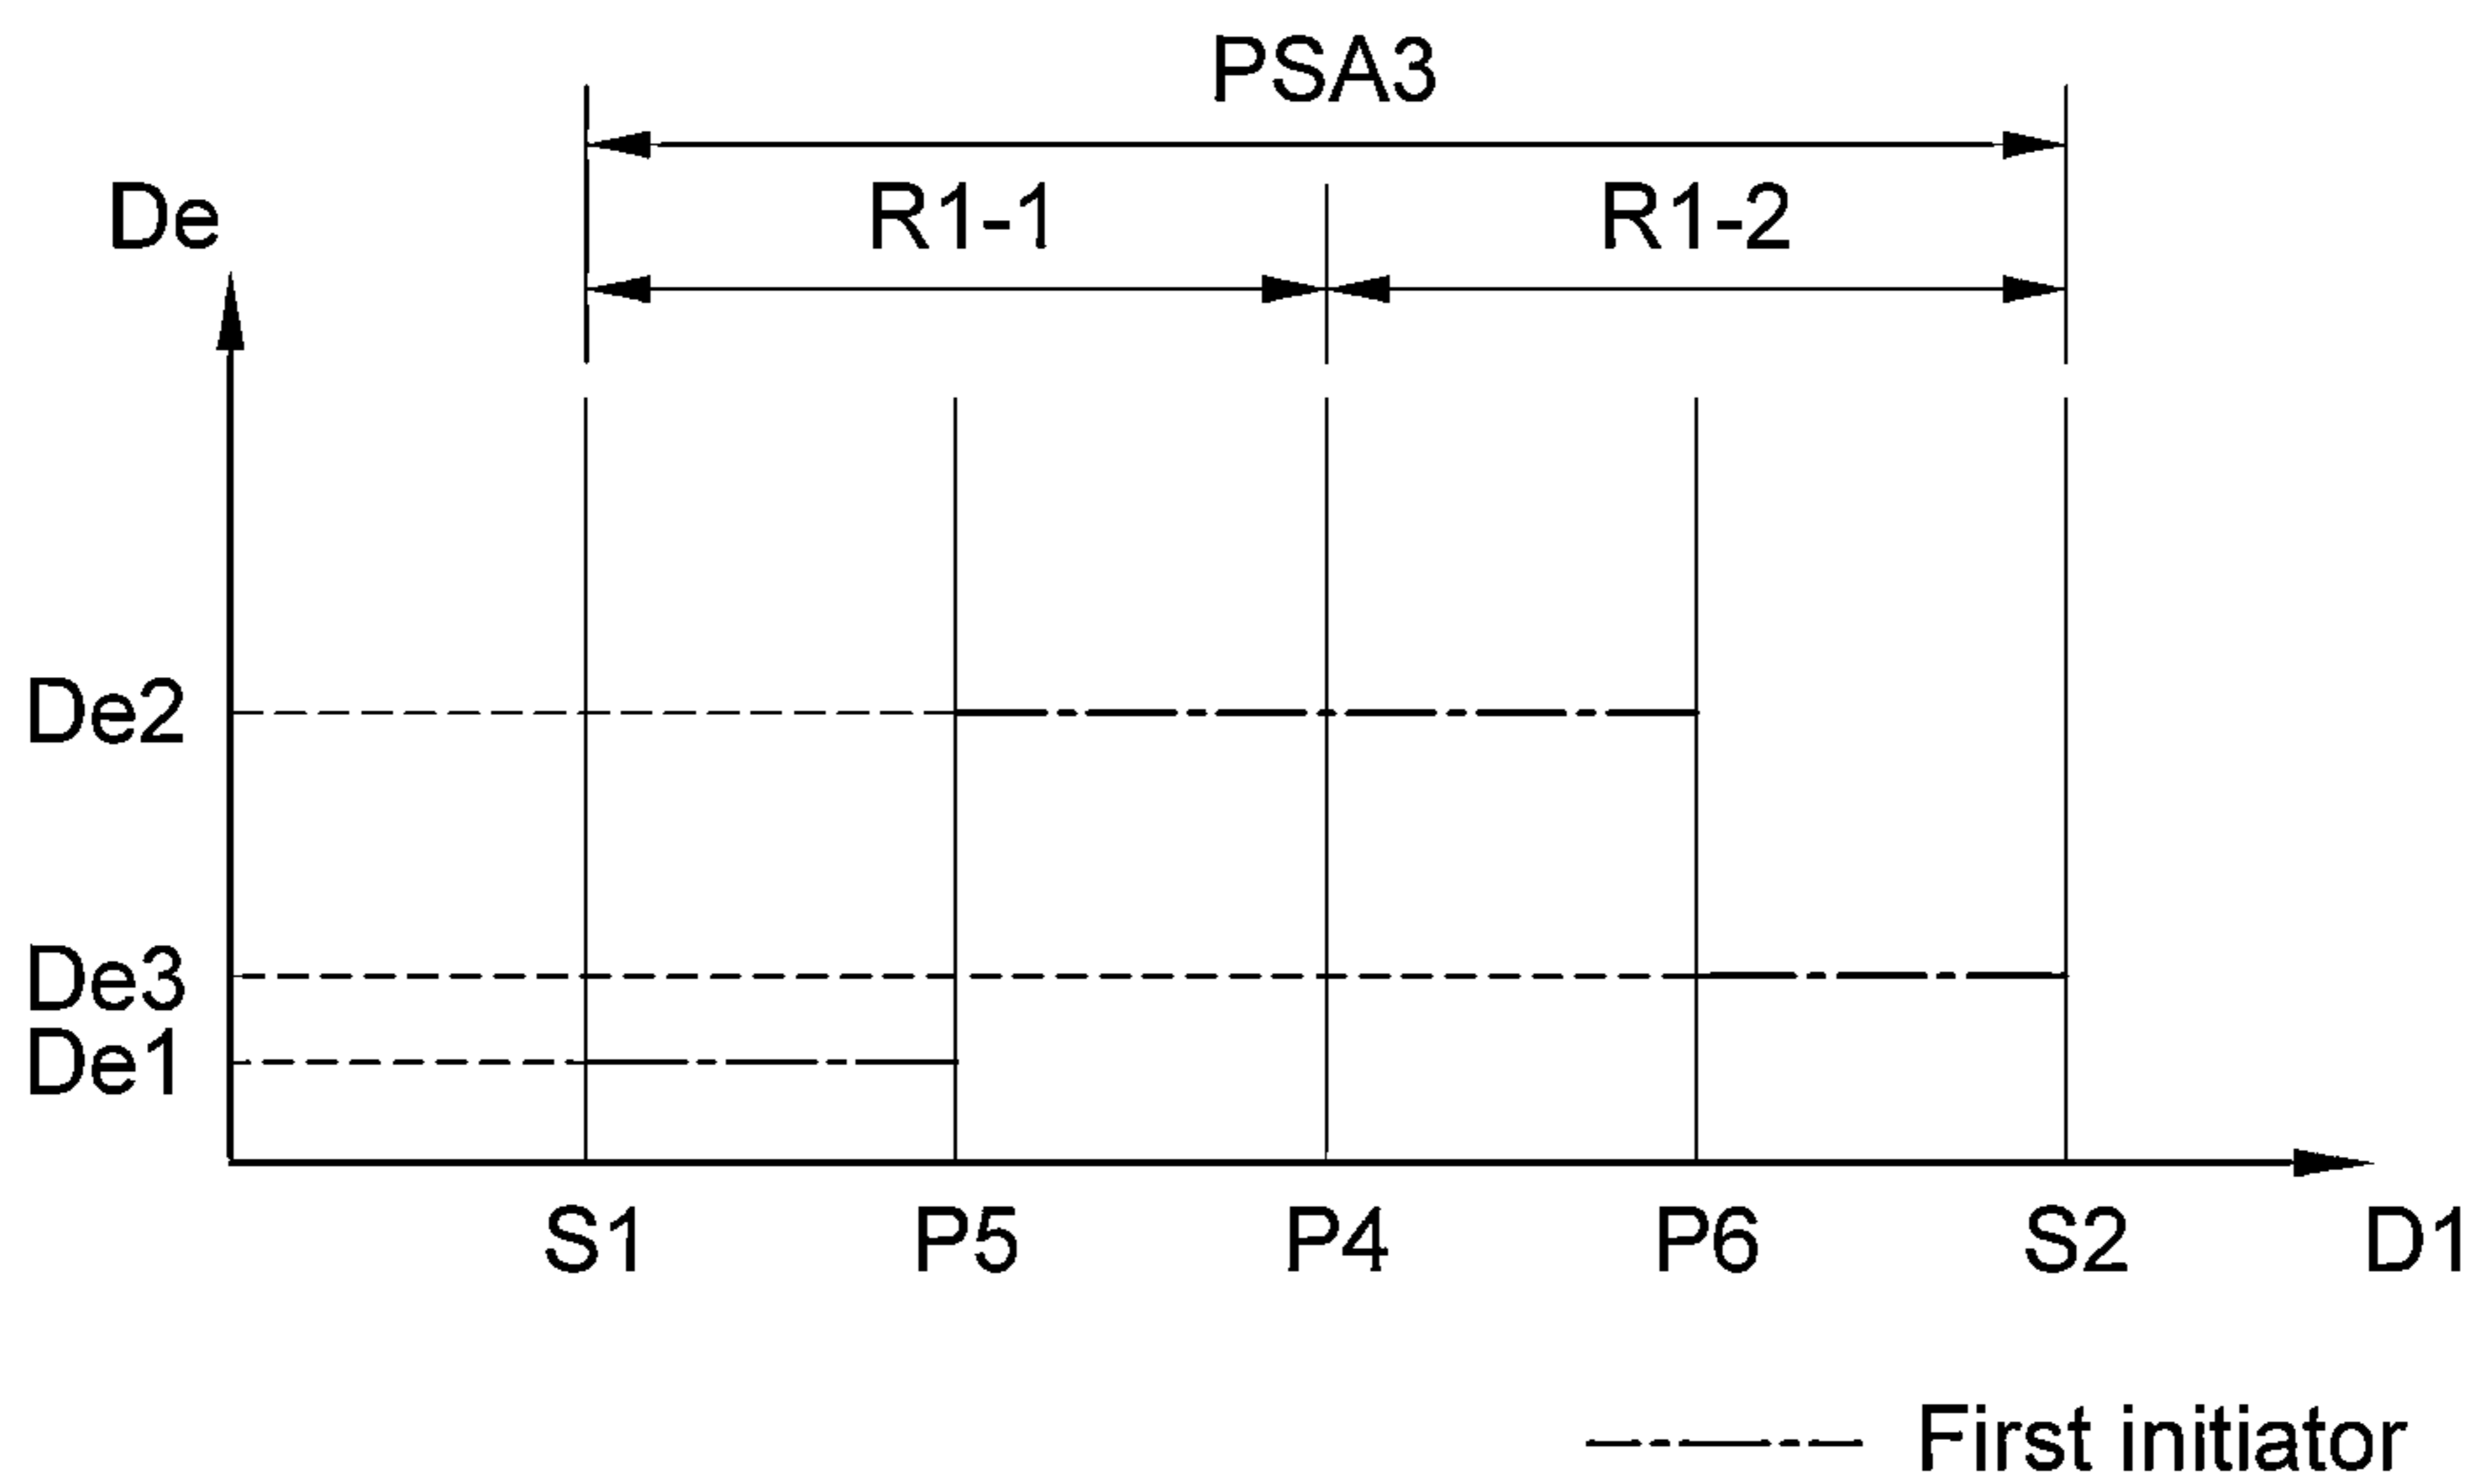 PSA3
De
R1-1
R1-2
De2
De3
De1
S1
P5
P4
P6
S2
D1
First initiator